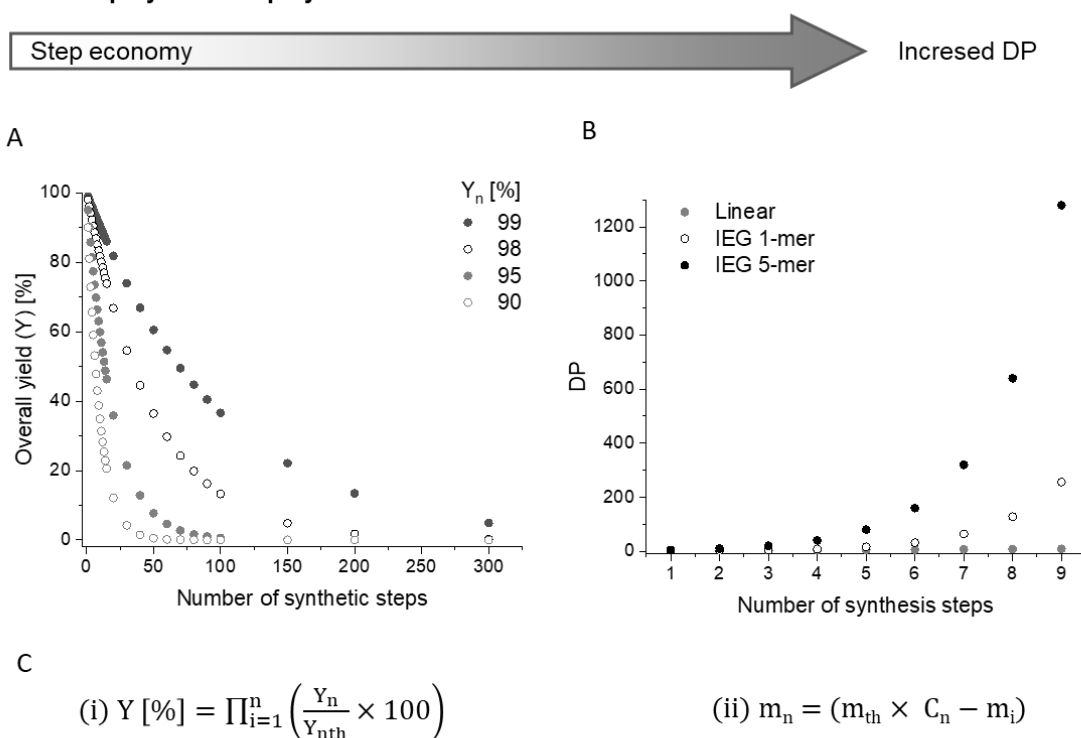 Step economy
Incresed DP
A
B
Y_n [%]
99
98
95
90
100
80
60
40
20
0
Overall yield (Y) [%]
0 50 100 150 200 250 300
Number of synthetic steps
Linear
IEG 1-mer
IEG 5-mer
1200
1000
800
600
400
200
0
DP
1 2 3 4 5 6 7 8 9
Number of synthesis steps
C
(i) Y [%] = ∏_{i=1}^{n} (Y_n / Y_nth × 100)
(ii) m_n = (m_th × C_n − m_i)